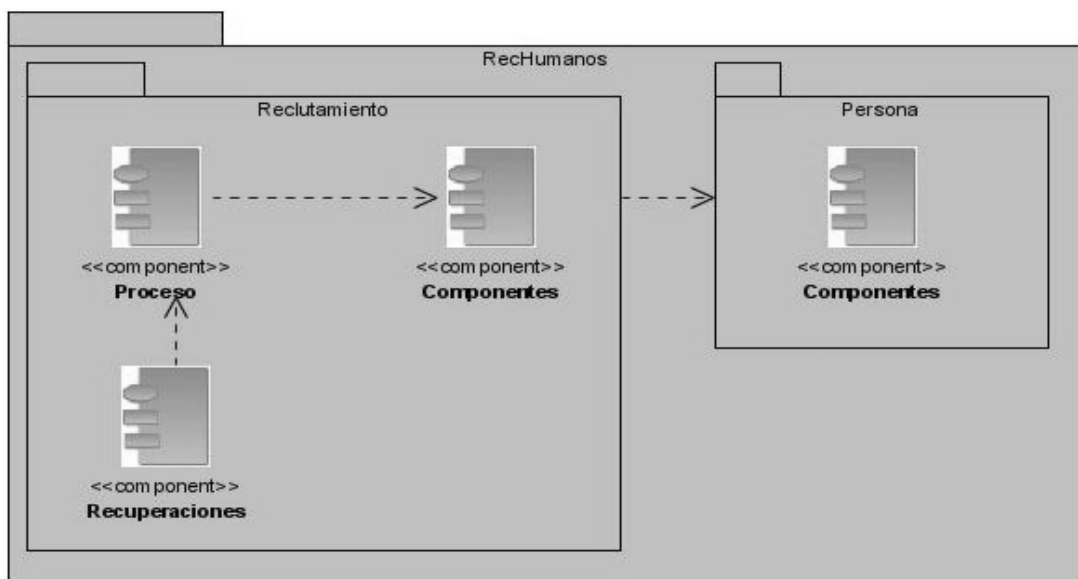 RecHumanos
Reclutamiento
Persona
<<component>>
Proceso
<<component>>
Componentes
<<component>>
Componentes
<<component>>
Recuperaciones